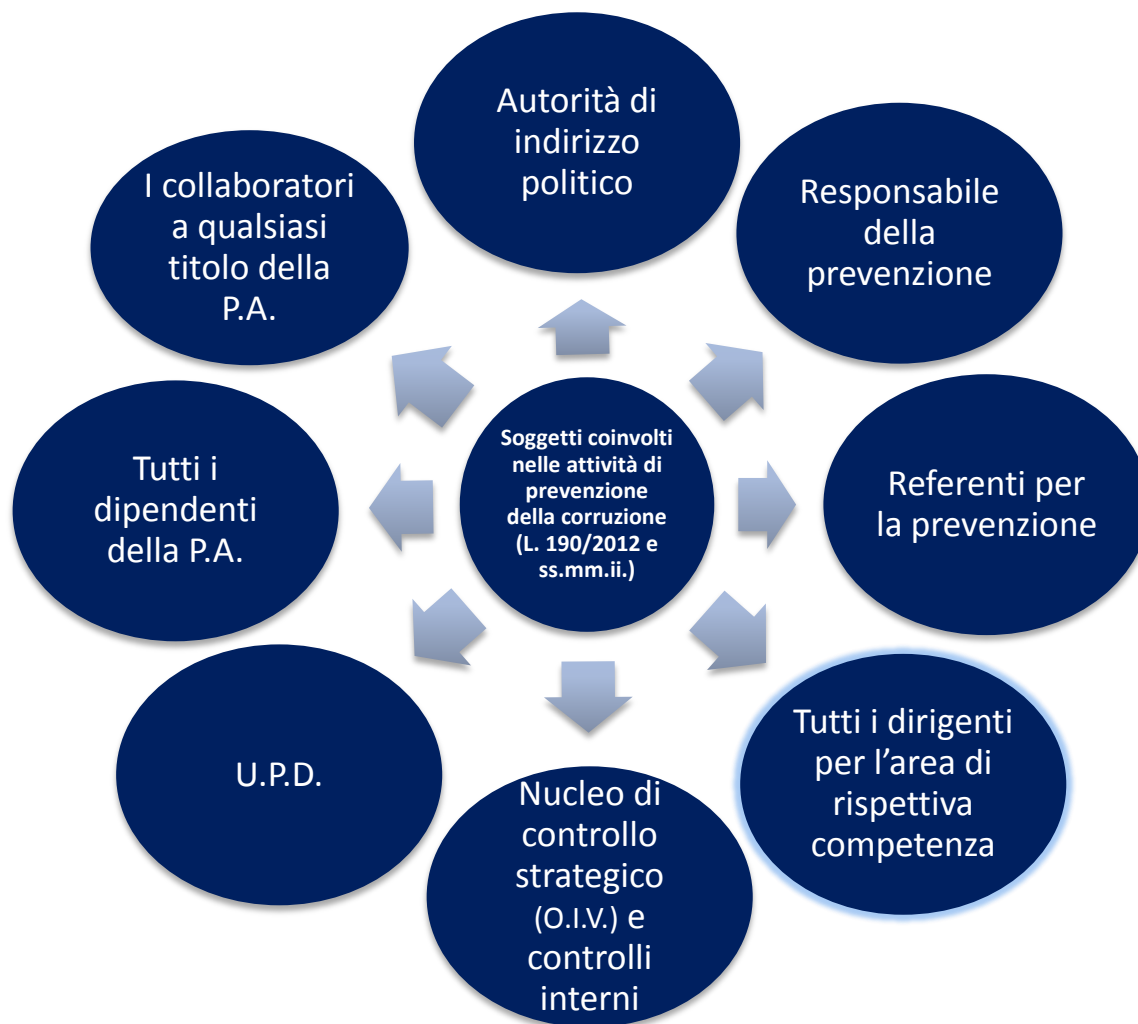 Autorità di
indirizzo
politico
Responsabile
della
prevenzione
Referenti per
la prevenzione
Tutti i dirigenti
per l’area di
rispettiva
competenza
Nucleo di
controllo
strategico
(O.I.V.) e
controlli
interni
U.P.D.
Tutti i
dipendenti
della P.A.
I collaboratori
a qualsiasi
titolo della
P.A.
Soggetti coinvolti
nelle attività di
prevenzione
della corruzione
(L. 190/2012 e
ss.mm.ii.)